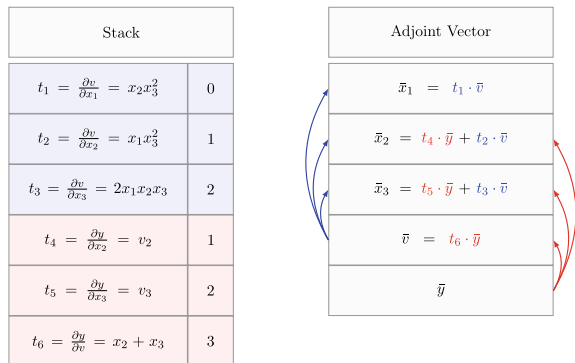 Stack
t₁ = ∂v/∂x₁ = x₂x₃² 0
t₂ = ∂v/∂x₂ = x₁x₃² 1
t₃ = ∂v/∂x₃ = 2x₁x₂x₃ 2
t₄ = ∂y/∂x₂ = v₂ 1
t₅ = ∂y/∂x₃ = v₃ 2
t₆ = ∂y/∂v = x₂ + x₃ 3
Adjoint Vector
x̄₁ = t₁ · v̄
x̄₂ = t₄ · ȳ + t₂ · v̄
x̄₃ = t₅ · ȳ + t₃ · v̄
v̄ = t₆ · ȳ
ȳ